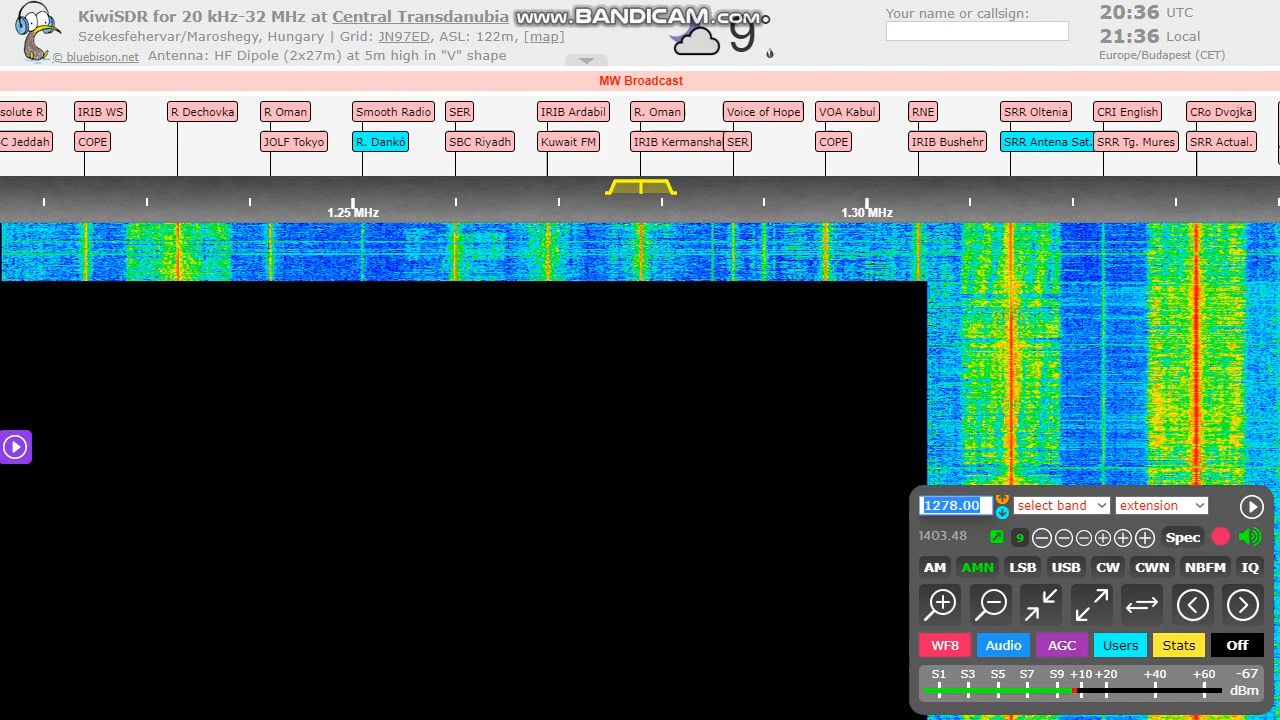 KiwiSDR for 20 kHz-32 MHz at Central Transdanubia
www.BANDICAM.com
Szekesfehervar/Maroshegy, Hungary | Grid: JN97ED, ASL: 122m, [map]
© bluebison.net Antenna: HF Dipole (2x27m) at 5m high in "V" shape
9
Your name or callsign:
20:36 UTC
21:36 Local
Europe/Budapest (CET)
MW Broadcast
solute R IRIB WS R Dechovka R Oman Smooth Radio SER IRIB Ardabil R. Oman Voice of Hope VOA Kabul RNE SRR Oltenia CRI English CRo Dvojka
C Jeddah COPE JOLF Tokyo R. Dankó SBC Riyadh Kuwait FM IRIB Kermansha SER COPE IRIB Bushehr SRR Antena Sat. SRR Tg. Mures SRR Actual.
1.25 MHz 1.30 MHz
1278.00 select band extension
1403.48 9 Spec
AM AMN LSB USB CW CWN NBFM IQ
WF8 Audio AGC Users Stats Off
S1 S3 S5 S7 S9 +10 +20 +40 +60 -67
dBm